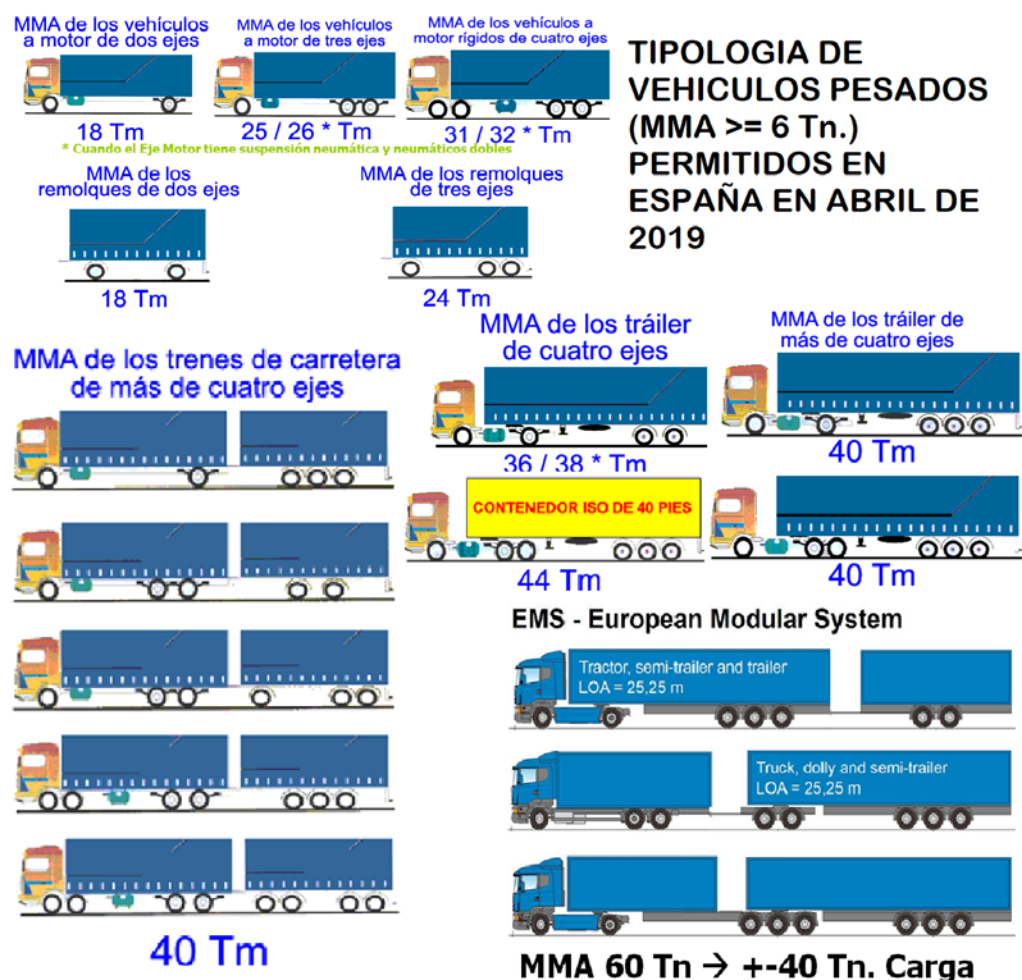 MMA de los vehículos
a motor de dos ejes
18 Tm
MMA de los vehículos
a motor de tres ejes
25 / 26 * Tm
MMA de los vehículos a
motor rígidos de cuatro ejes
31 / 32 * Tm
* Cuando el Eje Motor tiene suspensión neumática y neumáticos dobles
TIPOLOGIA DE
VEHICULOS PESADOS
(MMA >= 6 Tn.)
PERMITIDOS EN
ESPAÑA EN ABRIL DE
2019
MMA de los
remolques de dos ejes
18 Tm
MMA de los remolques
de tres ejes
24 Tm
MMA de los trenes de carretera
de más de cuatro ejes
40 Tm
MMA de los tráiler
de cuatro ejes
36 / 38 * Tm
MMA de los tráiler de
más de cuatro ejes
40 Tm
CONTENEDOR ISO DE 40 PIES
44 Tm
40 Tm
EMS - European Modular System
Tractor, semi-trailer and trailer
LOA = 25,25 m
Truck, dolly and semi-trailer
LOA = 25,25 m
MMA 60 Tn → +-40 Tn. Carga